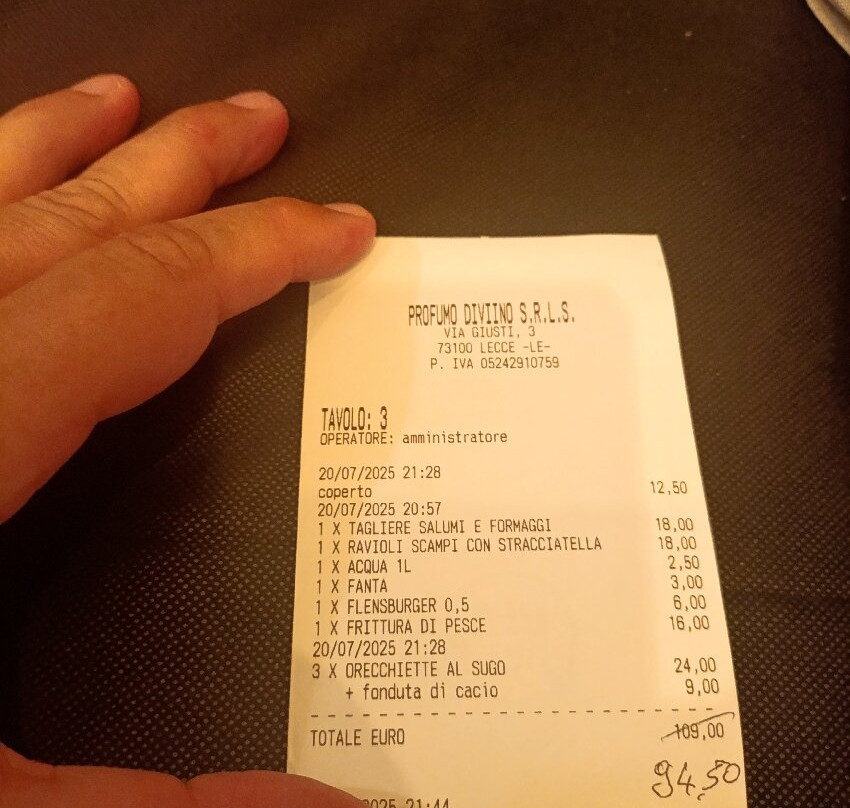 PROFUMO DIVIINO S.R.L.S.
VIA GIUSTI, 3
73100 LECCE -LE-
P. IVA 05242910759
TAVOLO: 3
OPERATORE: amministratore
20/07/2025 21:28
coperto 12,50
20/07/2025 20:57
1 X TAGLIERE SALUMI E FORMAGGI 18,00
1 X RAVIOLI SCAMPI CON STRACCIATELLA 18,00
1 X ACQUA 1L 2,50
1 X FANTA 3,00
1 X FLENSBURGER 0,5 6,00
1 X FRITTURA DI PESCE 16,00
20/07/2025 21:28
3 X ORECCHIETTE AL SUGO 24,00
+ fonduta di cacio 9,00
TOTALE EURO 109,00
94,50
2025 21:44